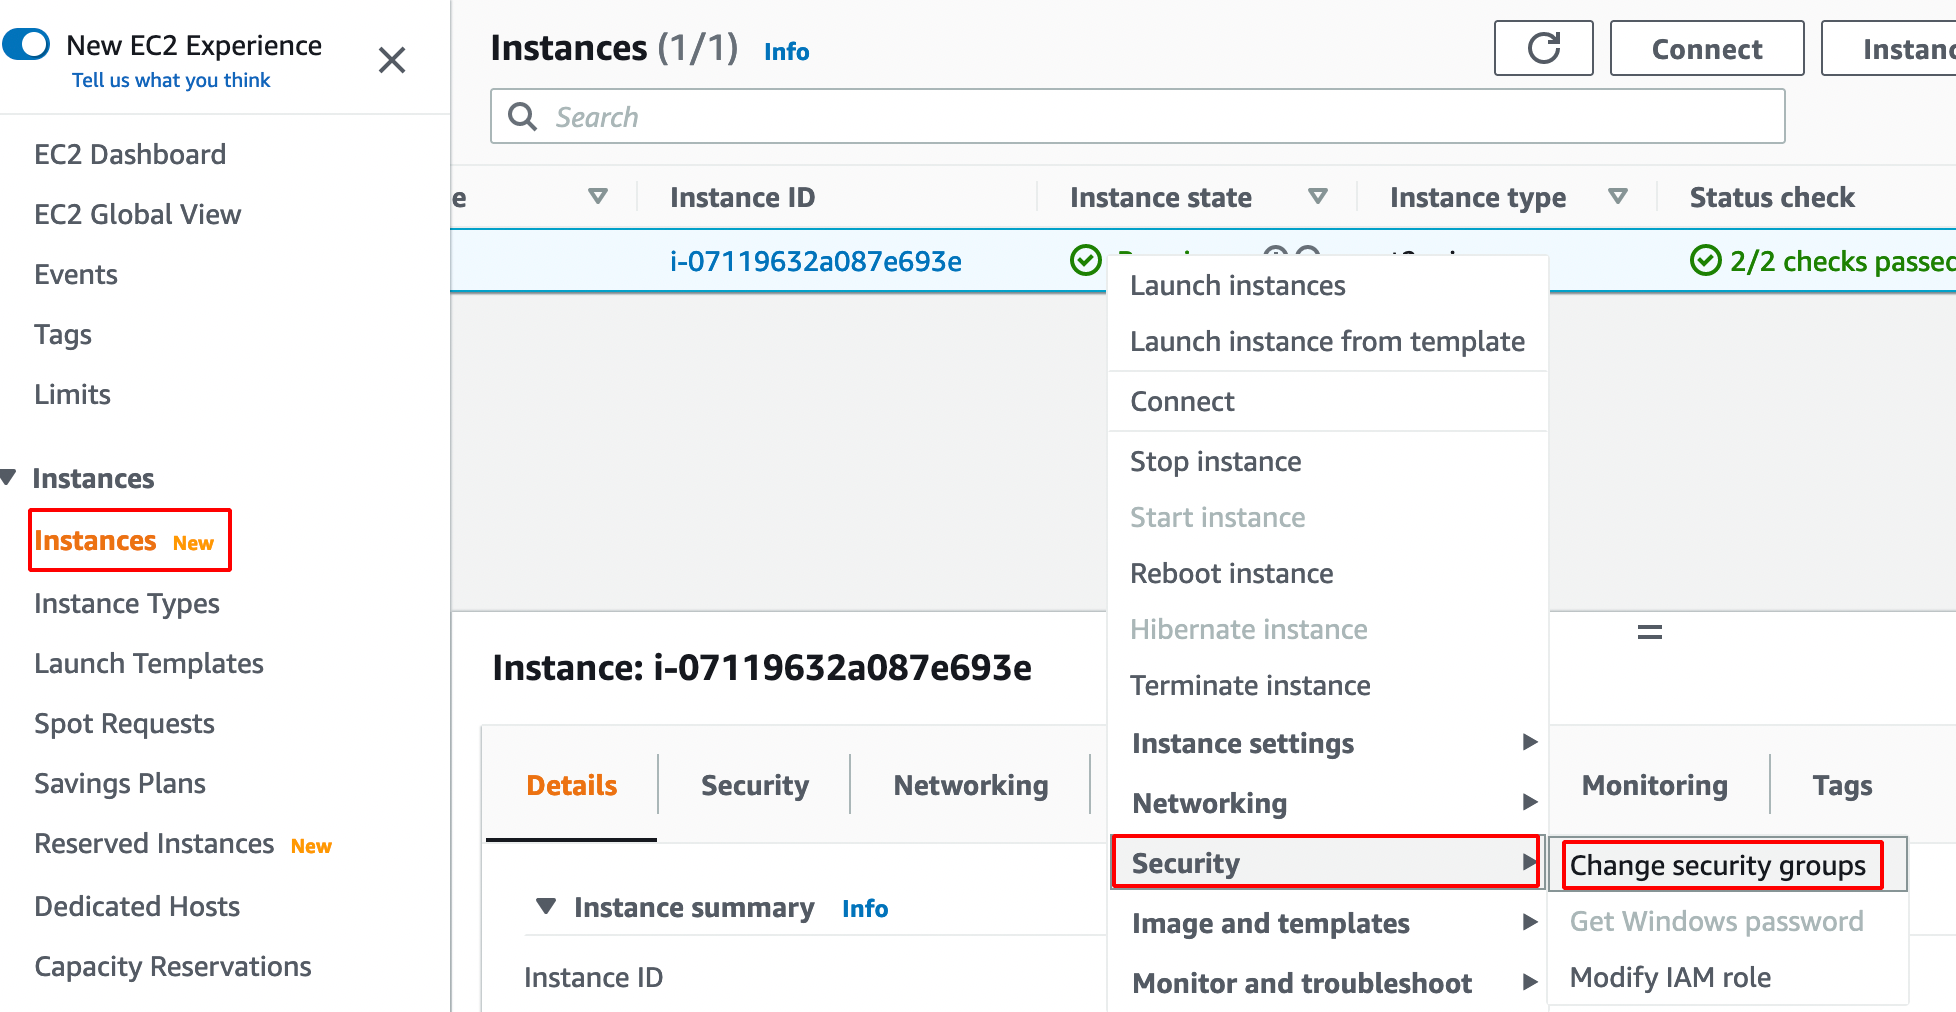 New EC2 Experience
Tell us what you think
EC2 Dashboard
EC2 Global View
Events
Tags
Limits
Instances
Instances New
Instance Types
Launch Templates
Spot Requests
Savings Plans
Reserved Instances New
Dedicated Hosts
Capacity Reservations
Instances (1/1) Info
Connect
Search
Instance ID Instance state Instance type Status check
i-07119632a087e693e 2/2 checks passed
Launch instances
Launch instance from template
Connect
Stop instance
Start instance
Reboot instance
Hibernate instance
Terminate instance
Instance settings
Networking
Security
Image and templates
Monitor and troubleshoot
Change security groups
Get Windows password
Modify IAM role
Instance: i-07119632a087e693e
Details Security Networking Monitoring Tags
Instance summary Info
Instance ID